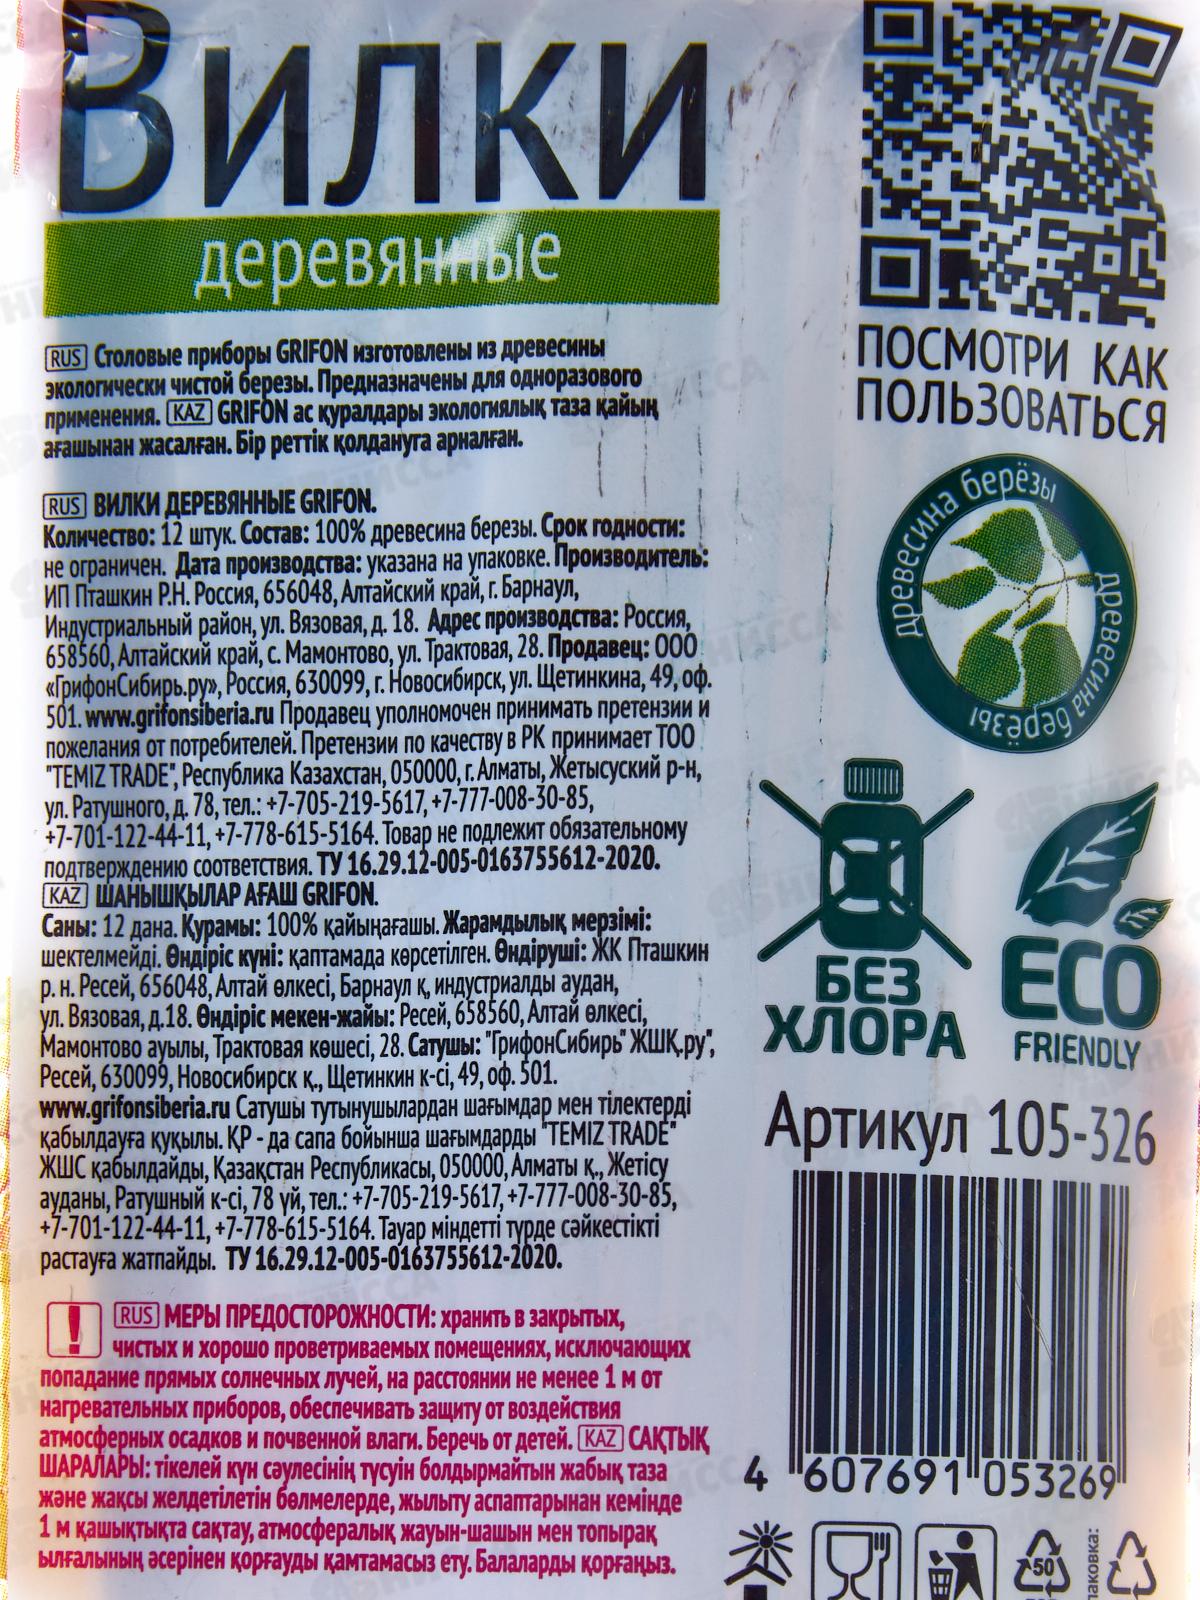 Вилки
деревянные
RUS Столовые приборы GRIFON изготовлены из древесины
экологически чистой березы. Предназначены для одноразового
применения. KAZ GRIFON ас құралдары экологиялық таза қайың
ағашынан жасалған. Бір реттік қолдануга арналған.
RUS ВИЛКИ ДЕРЕВЯННЫЕ GRIFON.
Количество: 12 штук. Состав: 100% древесина березы. Срок годности:
не ограничен. Дата производства: указана на упаковке. Производитель:
ИП Пташкин Р.Н. Россия, 656048, Алтайский край, г. Барнаул,
Индустриальный район, ул. Вязовая, д. 18. Адрес производства: Россия,
658560, Алтайский край, с. Мамонтово, ул. Трактовая, 28. Продавец: ООО
«ГрифонСибирь.ру», Россия, 630099, г. Новосибирск, ул. Щетинкина, 49, оф.
501. www.grifonsiberia.ru Продавец уполномочен принимать претензии и
пожелания от потребителей. Претензии по качеству в РК принимает ТОО
"TEMIZ TRADE", Республика Казахстан, 050000, г. Алматы, Жетысуский р-н,
ул. Ратушного, д. 78, тел.: +7-705-219-5617, +7-777-008-30-85,
+7-701-122-44-11, +7-778-615-5164. Товар не подлежит обязательному
подтверждению соответствия. ТУ 16.29.12-005-0163755612-2020.
KAZ ШАНЫШҚЫЛАР АҒАШ GRIFON.
Саны: 12 дана. Құрамы: 100% қайыңағашы. Жарамдылық мерзімі:
шектелмейді. Өндіріс күні: қаптамада көрсетілген. Өндіруші: ЖК Пташкин
р. н. Ресей, 656048, Алтай өлкесі, Барнаул қ, индустриалды аудан,
ул. Вязовая, д.18. Өндіріс мекен-жайы: Ресей, 658560, Алтай өлкесі,
Мамонтово ауылы, Трактовая көшесі, 28. Сатушы: "ГрифонСибирь" ЖШҚ.ру",
Ресей, 630099, Новосибирск қ., Щетинкин к-сі, 49, оф. 501.
www.grifonsiberia.ru Сатушы тутынушылардан шағымдар мен тілектерді
қабылдауға құқылы. ҚР - да сапа бойынша шағымдарды "TEMIZ TRADE"
ЖШС қабылдайды, Қазақстан Республикасы, 050000, Алматы қ., Жетісу
ауданы, Ратушный к-сі, 78 үй, тел.: +7-705-219-5617, +7-777-008-30-85,
+7-701-122-44-11, +7-778-615-5164. Тауар міндетті түрде сәйкестікті
растауға жатпайды. ТУ 16.29.12-005-0163755612-2020.
! RUS МЕРЫ ПРЕДОСТОРОЖНОСТИ: хранить в закрытых,
чистых и хорошо проветриваемых помещениях, исключающих
попадание прямых солнечных лучей, на расстоянии не менее 1 м от
нагревательных приборов, обеспечивать защиту от воздействия
атмосферных осадков и почвенной влаги. Беречь от детей. KAZ САҚТЫҚ
ШАРАЛАРЫ: тікелей күн сәулесінің түсуін болдырмайтын жабық таза
және жақсы желдетілетін бөлмелерде, жылыту аспаптарынан кемінде
1 м қашықтықта сақтау, атмосфералық жауын-шашын мен топырақ
ылғалының әсерінен қорғауды қамтамасыз ету. Балаларды қорғаңыз.
ПОСМОТРИ КАК
ПОЛЬЗОВАТЬСЯ
древесина берёзы
древесина берёзы
БЕЗ
ХЛОРА
ECO
FRIENDLY
Артикул 105-326
4 607691 053269
50